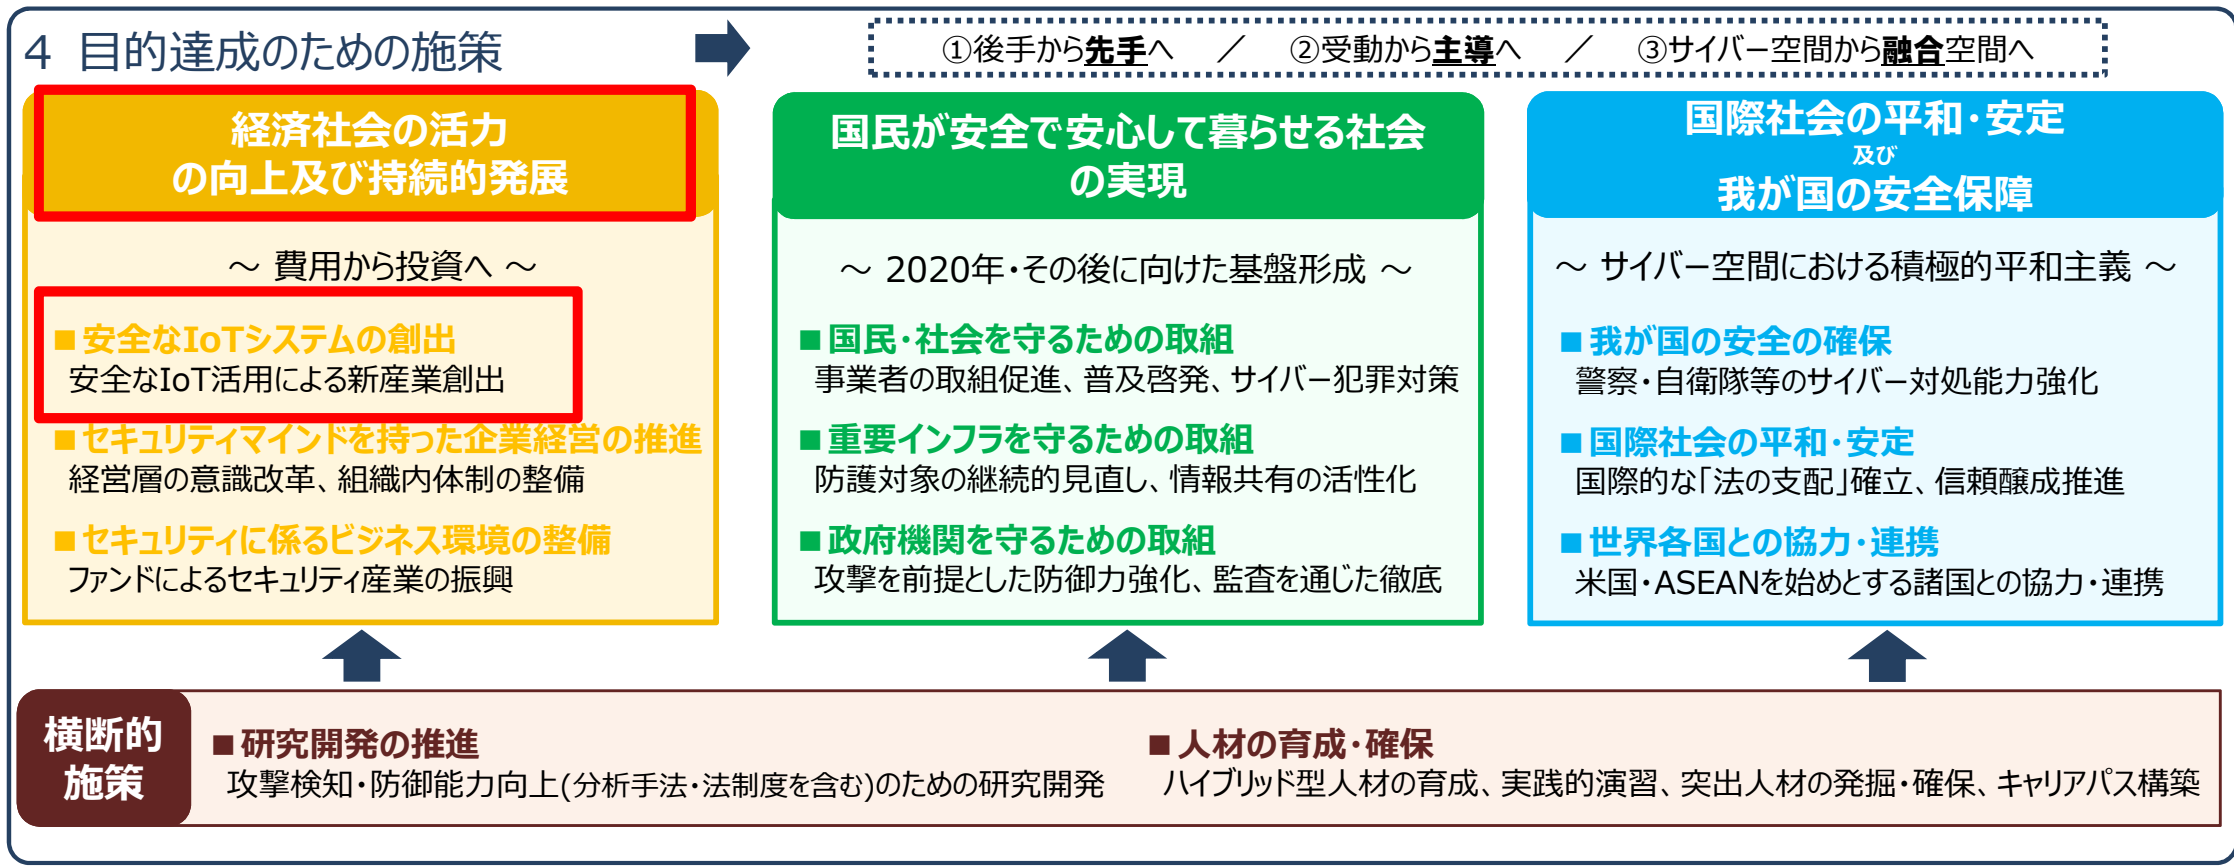 4 目的達成のための施策
①後手から先手へ ／ ②受動から主導へ ／ ③サイバー空間から融合空間へ
経済社会の活力
の向上及び持続的発展
～ 費用から投資へ ～
■安全なIoTシステムの創出
安全なIoT活用による新産業創出
■セキュリティマインドを持った企業経営の推進
経営層の意識改革、組織内体制の整備
■セキュリティに係るビジネス環境の整備
ファンドによるセキュリティ産業の振興
国民が安全で安心して暮らせる社会
の実現
～ 2020年・その後に向けた基盤形成 ～
■国民・社会を守るための取組
事業者の取組促進、普及啓発、サイバー犯罪対策
■重要インフラを守るための取組
防護対象の継続的見直し、情報共有の活性化
■政府機関を守るための取組
攻撃を前提とした防御力強化、監査を通じた徹底
国際社会の平和・安定
及び
我が国の安全保障
～ サイバー空間における積極的平和主義 ～
■我が国の安全の確保
警察・自衛隊等のサイバー対処能力強化
■国際社会の平和・安定
国際的な「法の支配」確立、信頼醸成推進
■世界各国との協力・連携
米国・ASEANを始めとする諸国との協力・連携
横断的
施策
■研究開発の推進
攻撃検知・防御能力向上(分析手法・法制度を含む)のための研究開発
■人材の育成・確保
ハイブリッド型人材の育成、実践的演習、突出人材の発掘・確保、キャリアパス構築